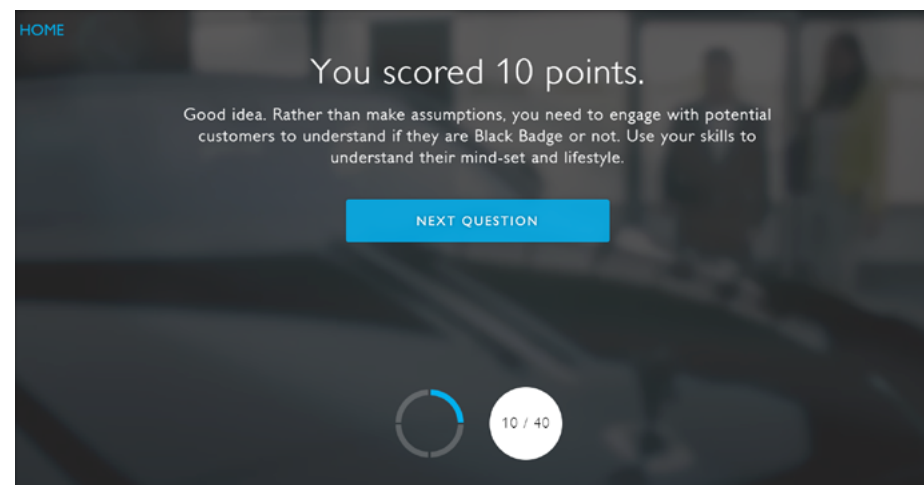 HOME
You scored 10 points.
Good idea. Rather than make assumptions, you need to engage with potential
customers to understand if they are Black Badge or not. Use your skills to
understand their mind-set and lifestyle.
NEXT QUESTION
10 / 40